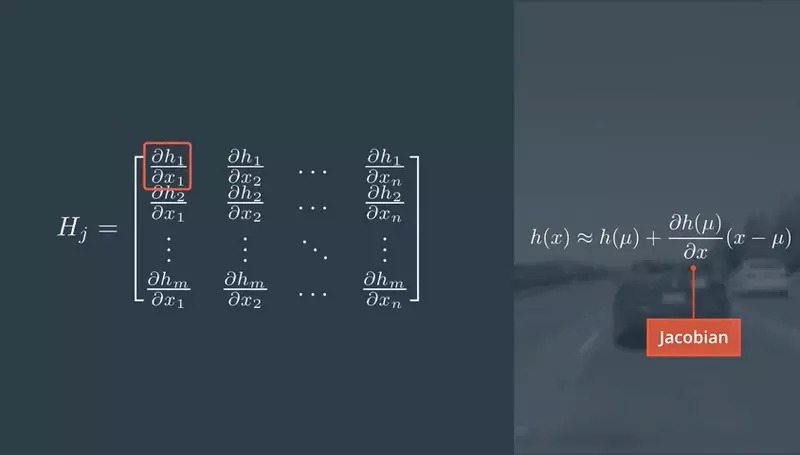 H_j = \begin{bmatrix} \frac{\partial h_1}{\partial x_1} & \frac{\partial h_1}{\partial x_2} & \cdots & \frac{\partial h_1}{\partial x_n} \\ \frac{\partial h_2}{\partial x_1} & \frac{\partial h_2}{\partial x_2} & \cdots & \frac{\partial h_2}{\partial x_n} \\ \vdots & \vdots & \ddots & \vdots \\ \frac{\partial h_m}{\partial x_1} & \frac{\partial h_m}{\partial x_2} & \cdots & \frac{\partial h_m}{\partial x_n} \end{bmatrix}
h(x) \approx h(\mu) + \frac{\partial h(\mu)}{\partial x}(x - \mu)
Jacobian